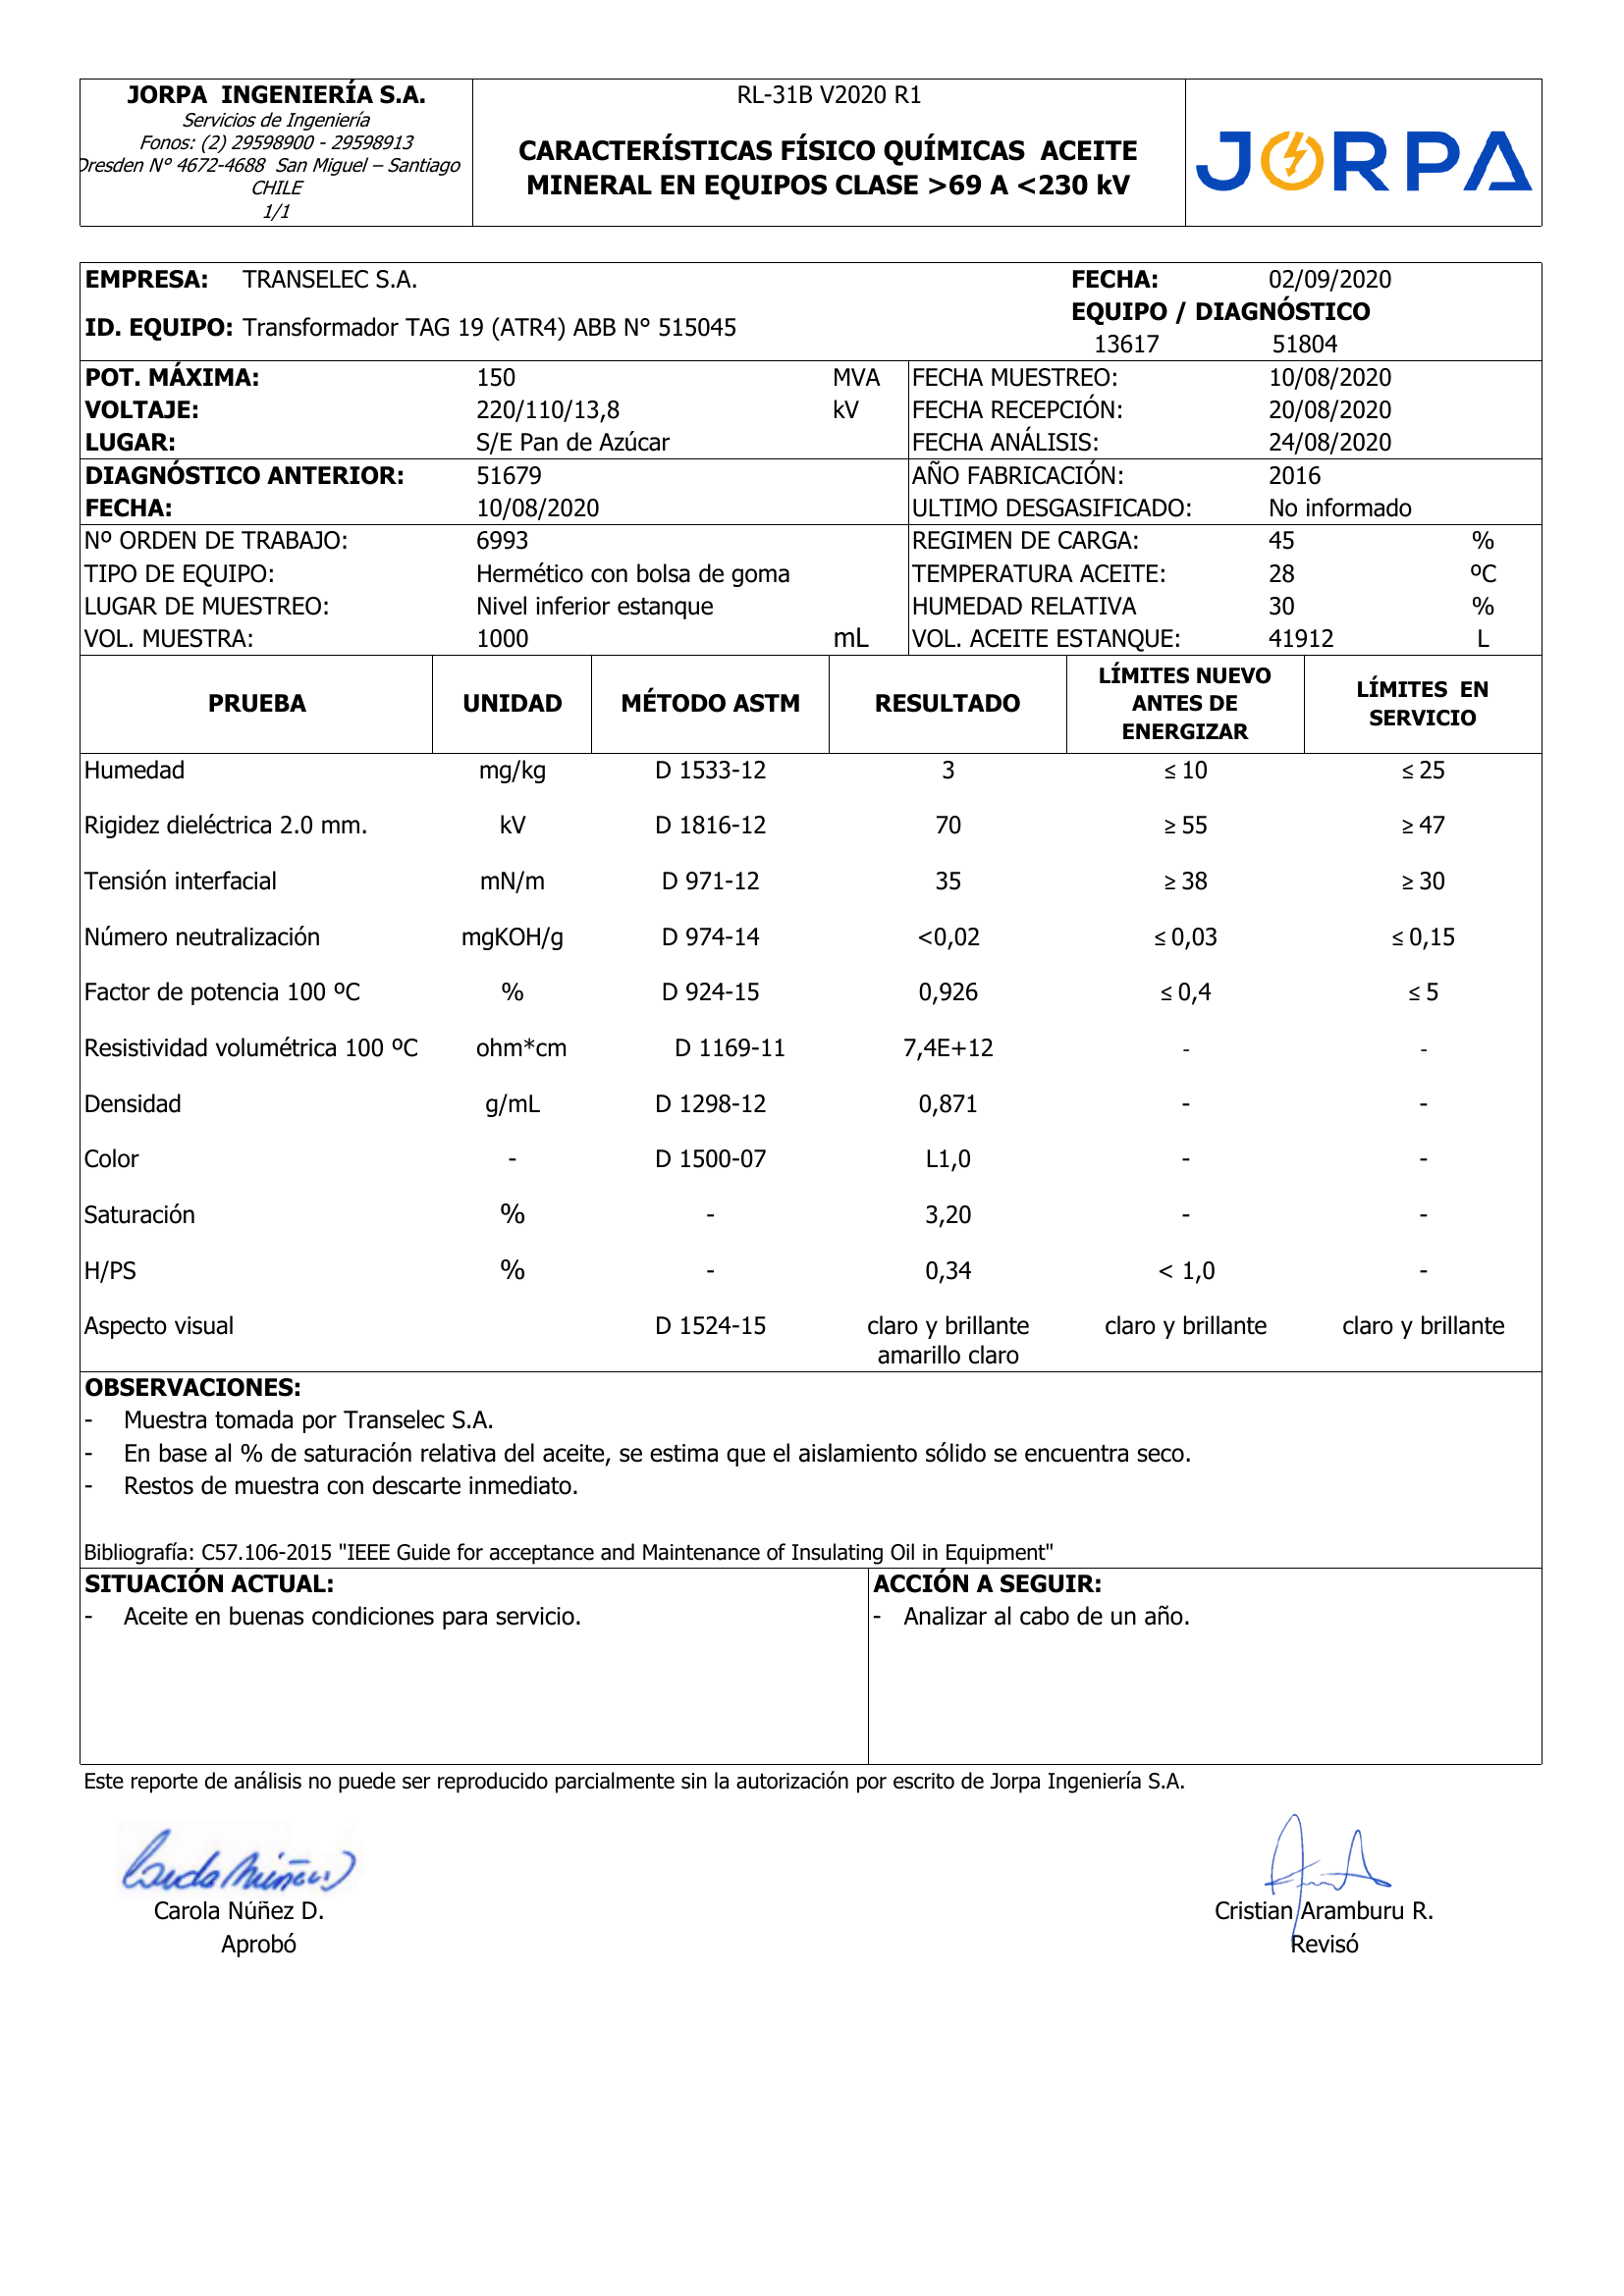 JORPA  INGENIERÍA S.A.
Servicios de Ingeniería
Fonos: (2) 29598900 - 29598913
Dresden N° 4672-4688  San Miguel – Santiago
CHILE
1/1
RL-31B V2020 R1
CARACTERÍSTICAS FÍSICO QUÍMICAS  ACEITE
MINERAL EN EQUIPOS CLASE >69 A <230 kV
JORPA
EMPRESA: TRANSELEC S.A. FECHA: 02/09/2020
EQUIPO / DIAGNÓSTICO
ID. EQUIPO: Transformador TAG 19 (ATR4) ABB N° 515045
13617 51804
POT. MÁXIMA: 150 MVA FECHA MUESTREO: 10/08/2020
VOLTAJE: 220/110/13,8 kV FECHA RECEPCIÓN: 20/08/2020
LUGAR: S/E Pan de Azúcar FECHA ANÁLISIS: 24/08/2020
DIAGNÓSTICO ANTERIOR: 51679 AÑO FABRICACIÓN: 2016
FECHA: 10/08/2020 ULTIMO DESGASIFICADO: No informado
Nº ORDEN DE TRABAJO: 6993 REGIMEN DE CARGA: 45 %
TIPO DE EQUIPO: Hermético con bolsa de goma TEMPERATURA ACEITE: 28 ºC
LUGAR DE MUESTREO: Nivel inferior estanque HUMEDAD RELATIVA 30 %
VOL. MUESTRA: 1000 mL VOL. ACEITE ESTANQUE: 41912 L
PRUEBA UNIDAD MÉTODO ASTM RESULTADO LÍMITES NUEVO ANTES DE ENERGIZAR LÍMITES  EN SERVICIO
Humedad mg/kg D 1533-12 3 ≤ 10 ≤ 25
Rigidez dieléctrica 2.0 mm. kV D 1816-12 70 ≥ 55 ≥ 47
Tensión interfacial mN/m D 971-12 35 ≥ 38 ≥ 30
Número neutralización mgKOH/g D 974-14 <0,02 ≤ 0,03 ≤ 0,15
Factor de potencia 100 ºC % D 924-15 0,926 ≤ 0,4 ≤ 5
Resistividad volumétrica 100 ºC ohm*cm D 1169-11 7,4E+12 - -
Densidad g/mL D 1298-12 0,871 - -
Color - D 1500-07 L1,0 - -
Saturación % - 3,20 - -
H/PS % - 0,34 < 1,0 -
Aspecto visual D 1524-15 claro y brillante claro y brillante claro y brillante
amarillo claro
OBSERVACIONES:
- Muestra tomada por Transelec S.A.
- En base al % de saturación relativa del aceite, se estima que el aislamiento sólido se encuentra seco.
- Restos de muestra con descarte inmediato.
Bibliografía: C57.106-2015 "IEEE Guide for acceptance and Maintenance of Insulating Oil in Equipment"
SITUACIÓN ACTUAL: ACCIÓN A SEGUIR:
- Aceite en buenas condiciones para servicio. - Analizar al cabo de un año.
Este reporte de análisis no puede ser reproducido parcialmente sin la autorización por escrito de Jorpa Ingeniería S.A.
Carola Núñez D. Cristian Aramburu R.
Aprobó Revisó